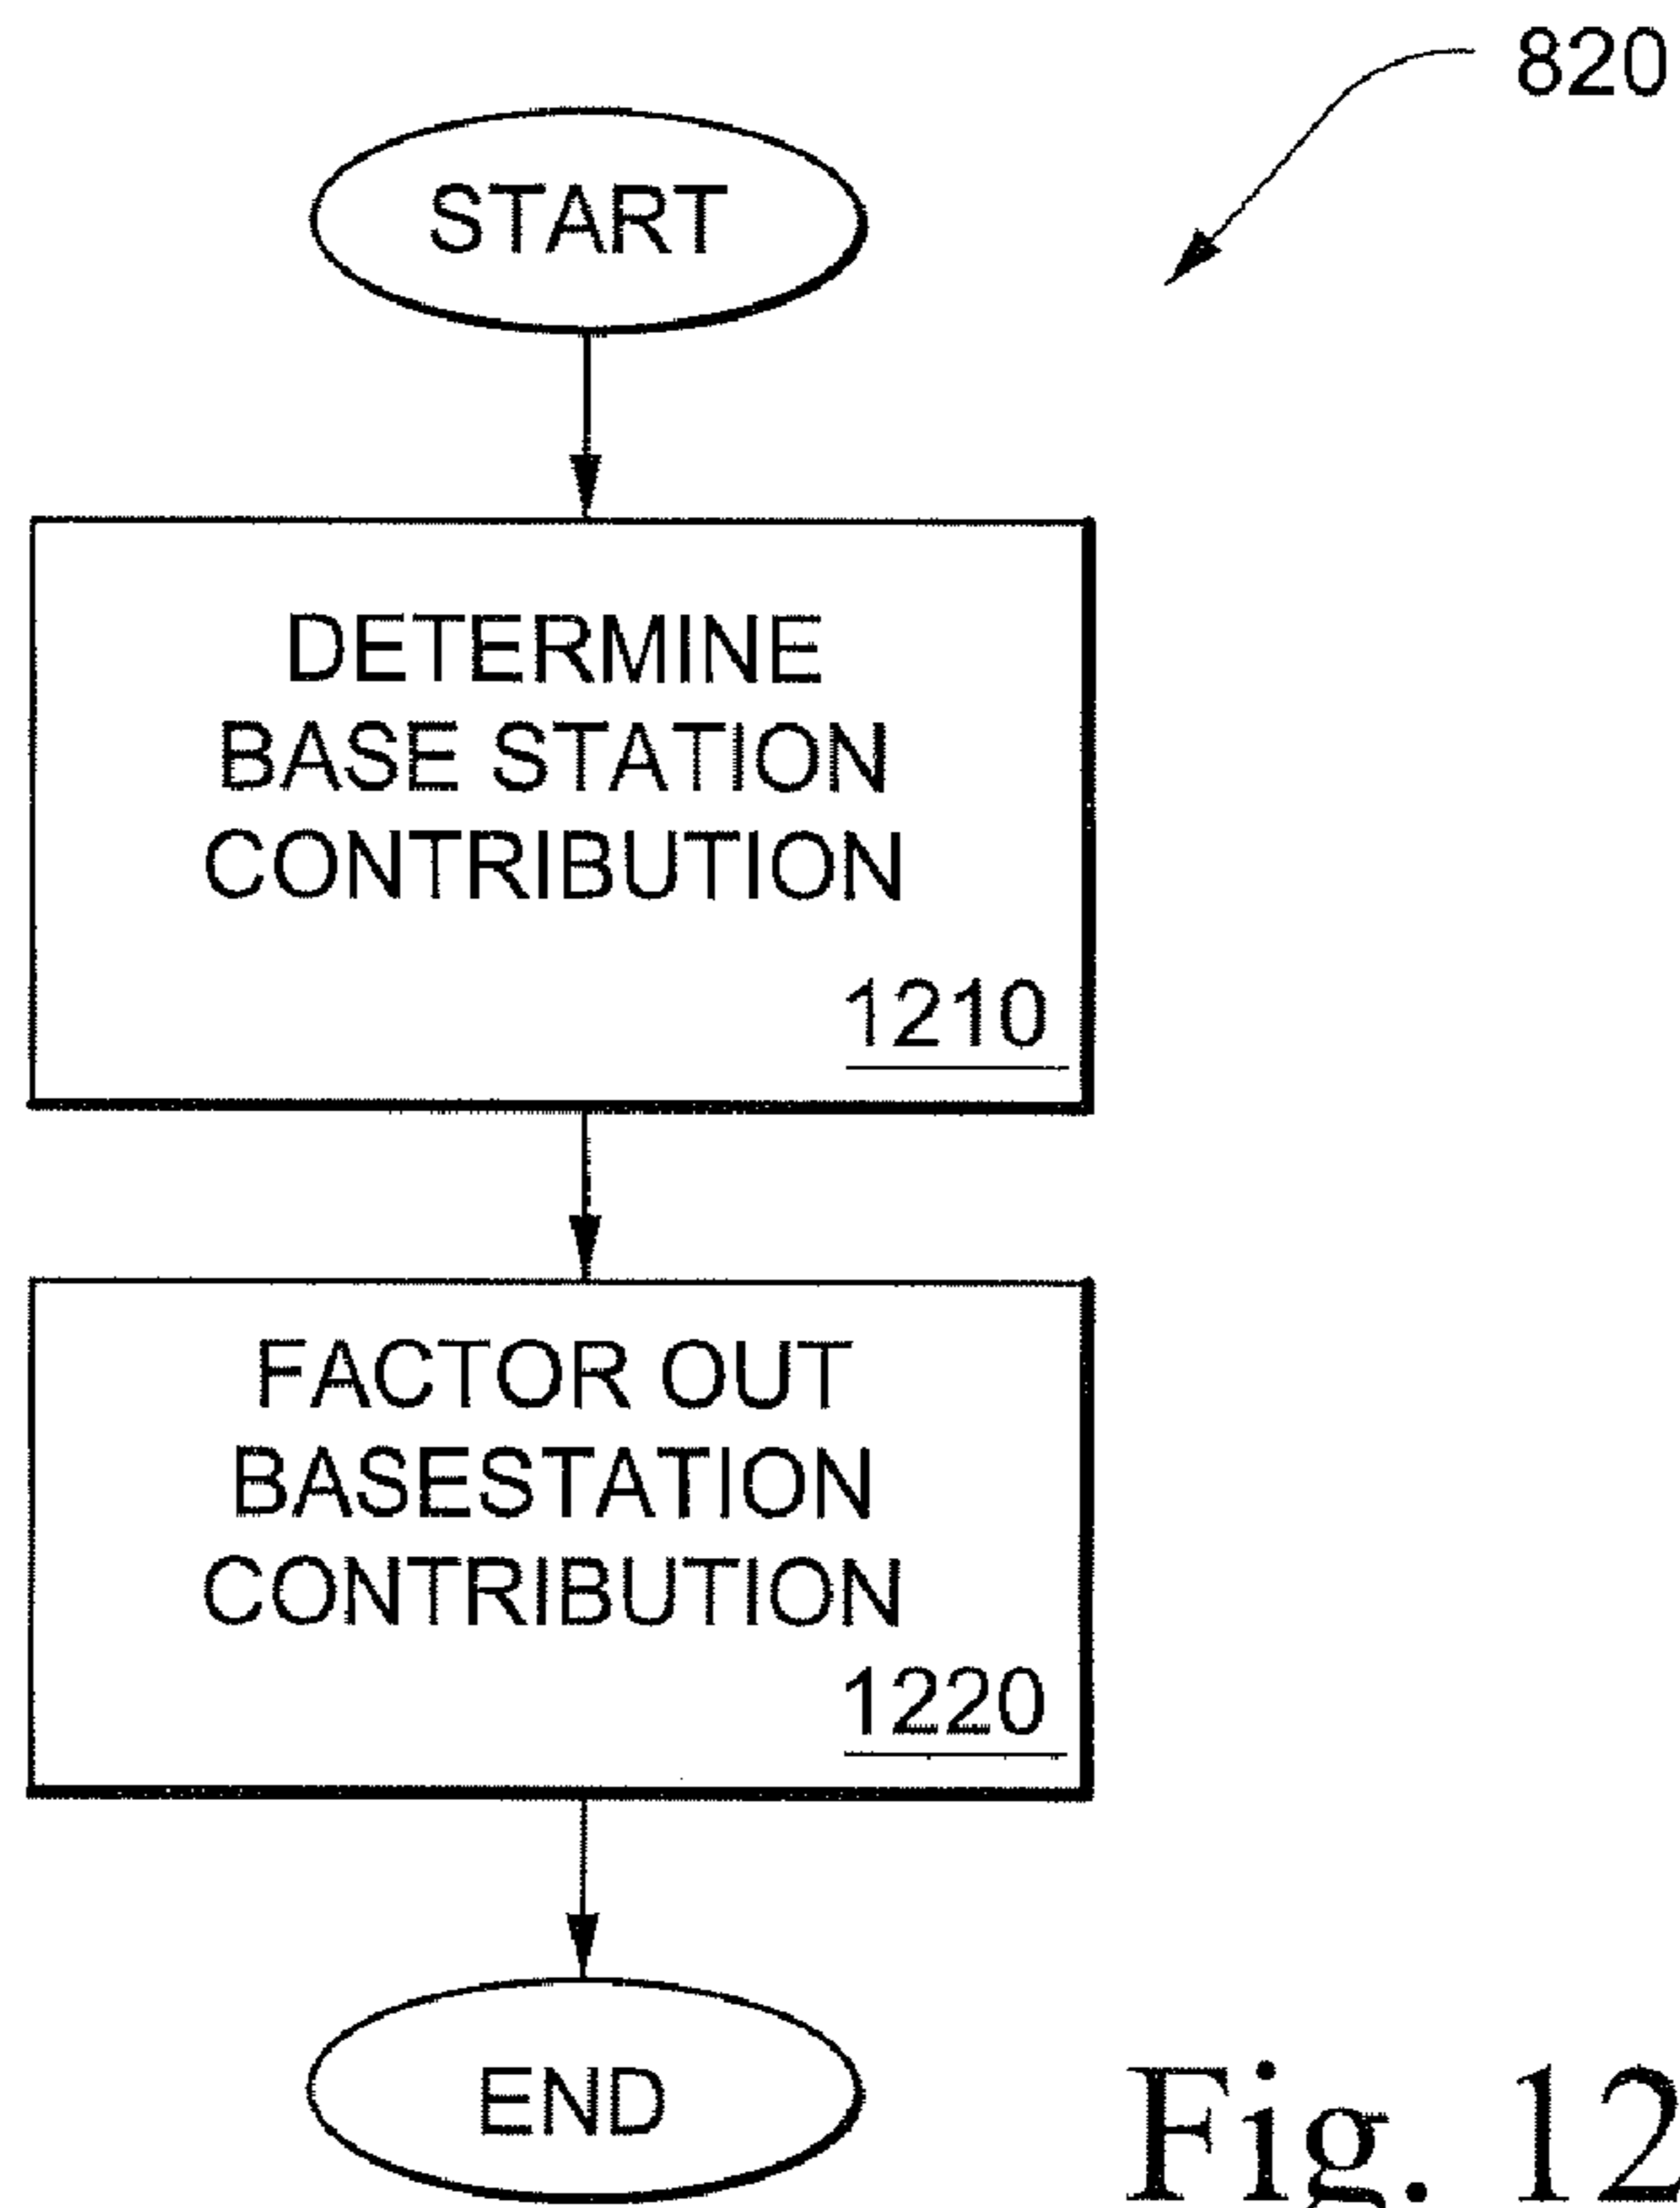 820
START
DETERMINE
BASE STATION
CONTRIBUTION
1210
FACTOR OUT
BASESTATION
CONTRIBUTION
1220
END
Fig. 12